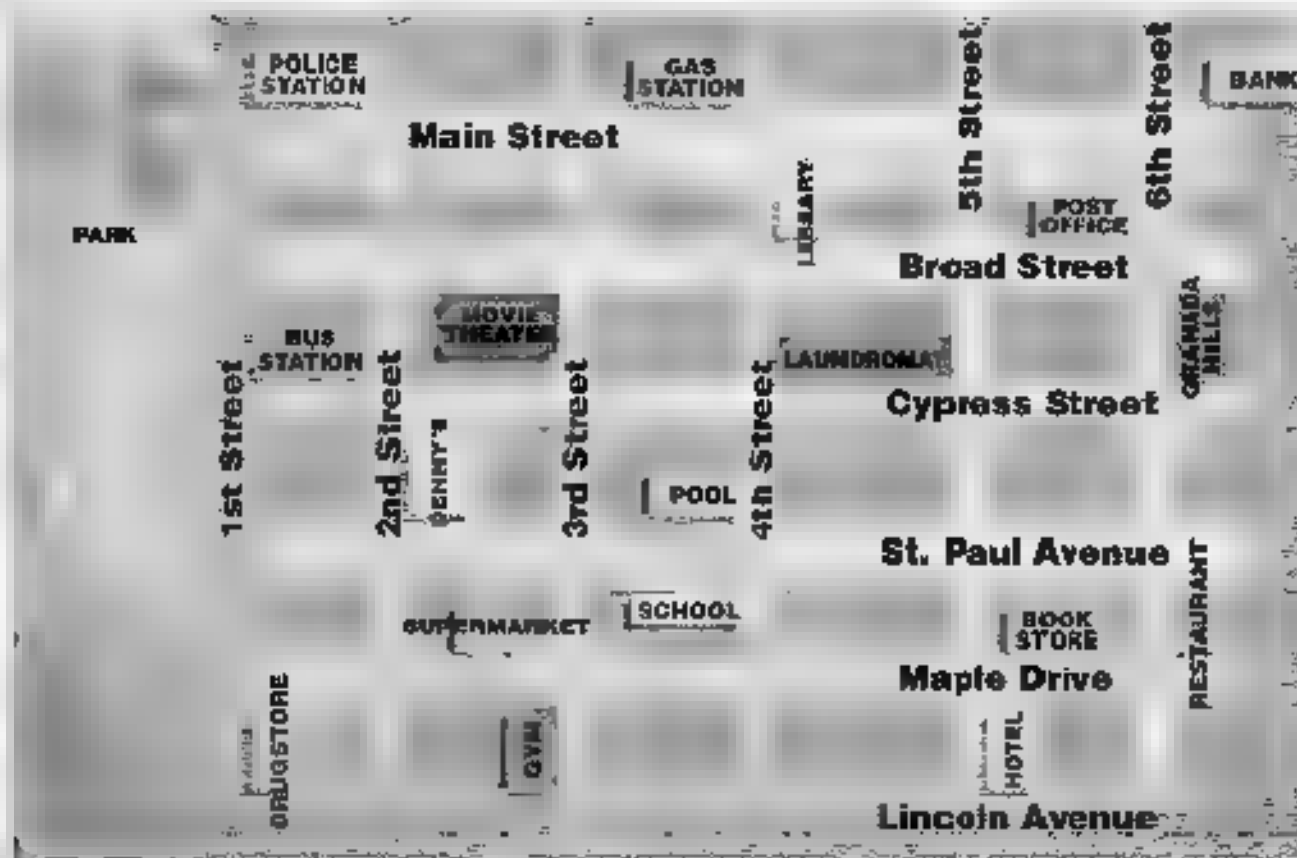 POLICE
STATION
GAS
STATION
BANK
Main Street
5th Street
6th Street
LIBRARY
POST
OFFICE
PARK
Broad Street
MOVIE
THEATER
BUS
STATION
LAUNDROMAT
GRANADA
HILLS
Cypress Street
1st Street
2nd Street
DENNY'S
3rd Street
POOL
4th Street
St. Paul Avenue
SUPERMARKET
SCHOOL
BOOK
STORE
RESTAURANT
Maple Drive
DRUGSTORE
GYM
HOTEL
Lincoln Avenue